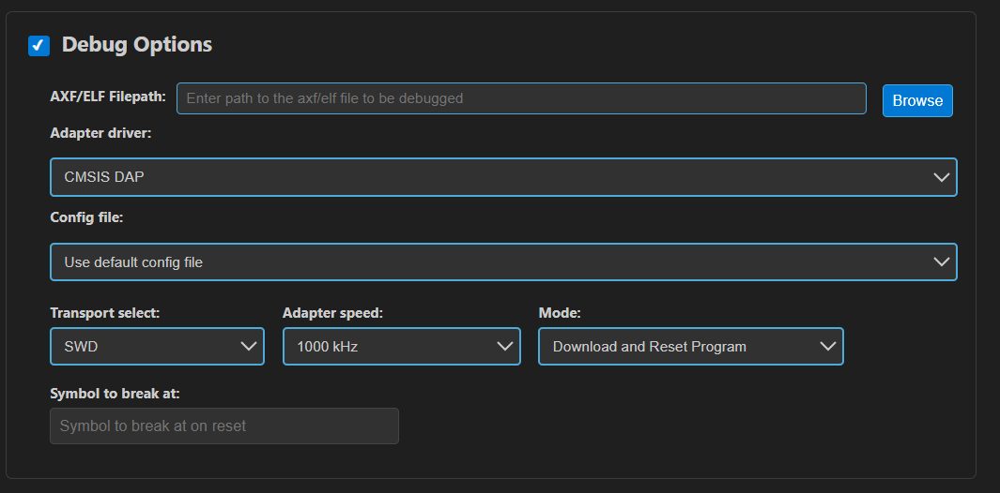 Debug Options
AXF/ELF Filepath: Enter path to the axf/elf file to be debugged Browse
Adapter driver:
CMSIS DAP
Config file:
Use default config file
Transport select: Adapter speed: Mode:
SWD 1000 kHz Download and Reset Program
Symbol to break at:
Symbol to break at on reset